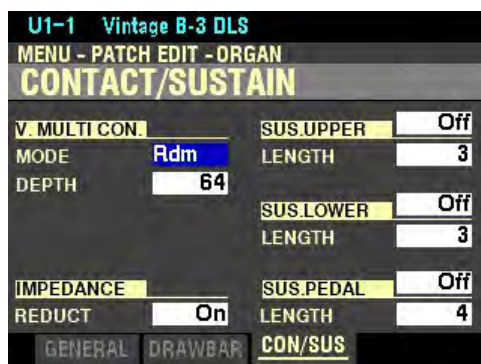 U1-1 Vintage B-3 DLS
MENU - PATCH EDIT - ORGAN
CONTACT/SUSTAIN
V. MULTI CON.
MODE Rdm
DEPTH 64
IMPEDANCE
REDUCT On
SUS.UPPER Off
LENGTH 3
SUS.LOWER Off
LENGTH 3
SUS.PEDAL Off
LENGTH 4
GENERAL DRAWBAR CON/SUS